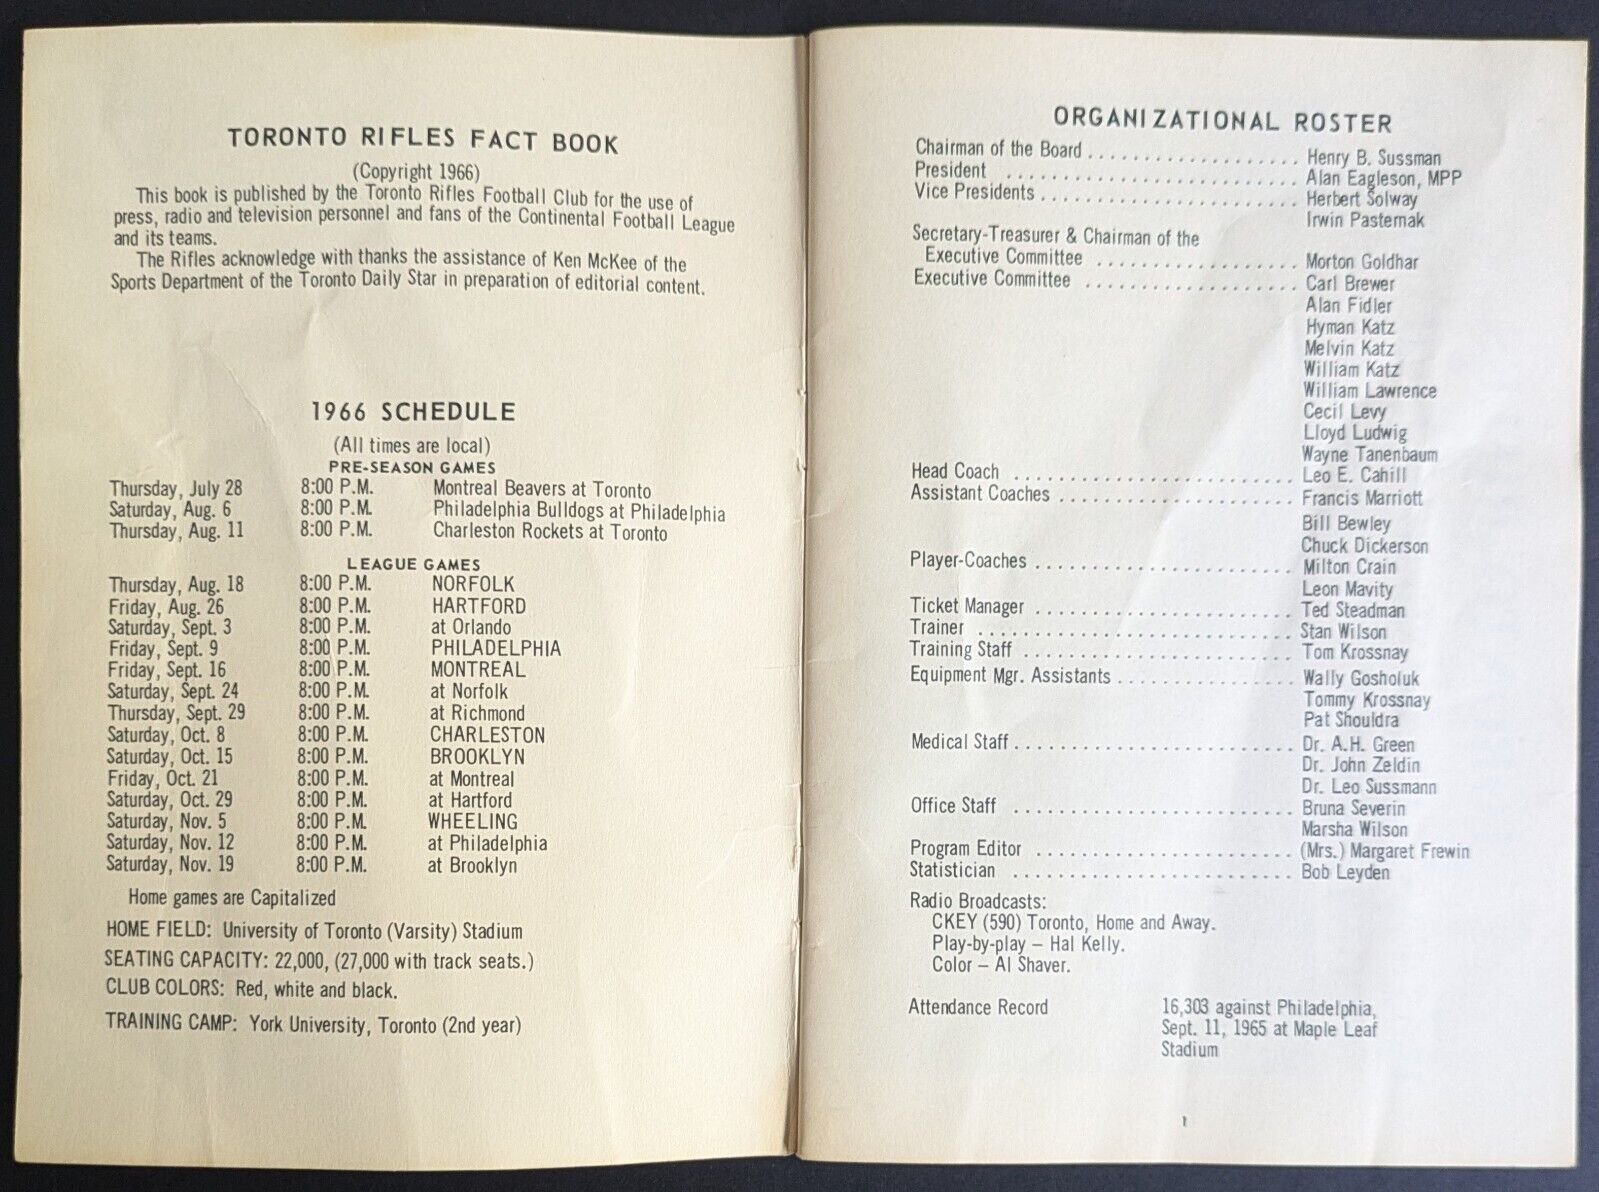 TORONTO RIFLES FACT BOOK
(Copyright 1966)
This book is published by the Toronto Rifles Football Club for the use of
press, radio and television personnel and fans of the Continental Football League
and its teams.
The Rifles acknowledge with thanks the assistance of Ken McKee of the
Sports Department of the Toronto Daily Star in preparation of editorial content.
1966 SCHEDULE
(All times are local)
PRE-SEASON GAMES
Thursday, July 28 8:00 P.M. Montreal Beavers at Toronto
Saturday, Aug. 6 8:00 P.M. Philadelphia Bulldogs at Philadelphia
Thursday, Aug. 11 8:00 P.M. Charleston Rockets at Toronto
LEAGUE GAMES
Thursday, Aug. 18 8:00 P.M. NORFOLK
Friday, Aug. 26 8:00 P.M. HARTFORD
Saturday, Sept. 3 8:00 P.M. at Orlando
Friday, Sept. 9 8:00 P.M. PHILADELPHIA
Friday, Sept. 16 8:00 P.M. MONTREAL
Saturday, Sept. 24 8:00 P.M. at Norfolk
Thursday, Sept. 29 8:00 P.M. at Richmond
Saturday, Oct. 8 8:00 P.M. CHARLESTON
Saturday, Oct. 15 8:00 P.M. BROOKLYN
Friday, Oct. 21 8:00 P.M. at Montreal
Saturday, Oct. 29 8:00 P.M. at Hartford
Saturday, Nov. 5 8:00 P.M. WHEELING
Saturday, Nov. 12 8:00 P.M. at Philadelphia
Saturday, Nov. 19 8:00 P.M. at Brooklyn
Home games are Capitalized
HOME FIELD: University of Toronto (Varsity) Stadium
SEATING CAPACITY: 22,000, (27,000 with track seats.)
CLUB COLORS: Red, white and black.
TRAINING CAMP: York University, Toronto (2nd year)
ORGANIZATIONAL ROSTER
Chairman of the Board . . . . . . . . . . . . . . . . . . . Henry B. Sussman
President . . . . . . . . . . . . . . . . . . . . . . . . . . Alan Eagleson, MPP
Vice Presidents . . . . . . . . . . . . . . . . . . . . . . . Herbert Solway
Irwin Pasternak
Secretary-Treasurer & Chairman of the
Executive Committee . . . . . . . . . . . . . . . . . . Morton Goldhar
Executive Committee . . . . . . . . . . . . . . . . . . . Carl Brewer
Alan Fidler
Hyman Katz
Melvin Katz
William Katz
William Lawrence
Cecil Levy
Lloyd Ludwig
Wayne Tanenbaum
Head Coach . . . . . . . . . . . . . . . . . . . . . . . . . Leo E. Cahill
Assistant Coaches . . . . . . . . . . . . . . . . . . . . . Francis Marriott
Bill Bewley
Chuck Dickerson
Player-Coaches . . . . . . . . . . . . . . . . . . . . . . . Milton Crain
Leon Mavity
Ticket Manager . . . . . . . . . . . . . . . . . . . . . . . Ted Steadman
Trainer . . . . . . . . . . . . . . . . . . . . . . . . . . . . Stan Wilson
Training Staff . . . . . . . . . . . . . . . . . . . . . . . . Tom Krossnay
Equipment Mgr. Assistants . . . . . . . . . . . . . . . . Wally Gosholuk
Tommy Krossnay
Pat Shouldra
Medical Staff . . . . . . . . . . . . . . . . . . . . . . . . . Dr. A.H. Green
Dr. John Zeldin
Dr. Leo Sussmann
Office Staff . . . . . . . . . . . . . . . . . . . . . . . . . Bruna Severin
Marsha Wilson
Program Editor . . . . . . . . . . . . . . . . . . . . . . . (Mrs.) Margaret Frewin
Statistician . . . . . . . . . . . . . . . . . . . . . . . . . Bob Leyden
Radio Broadcasts:
CKEY (590) Toronto, Home and Away.
Play-by-play – Hal Kelly.
Color – Al Shaver.
Attendance Record 16,303 against Philadelphia,
Sept. 11, 1965 at Maple Leaf
Stadium
1